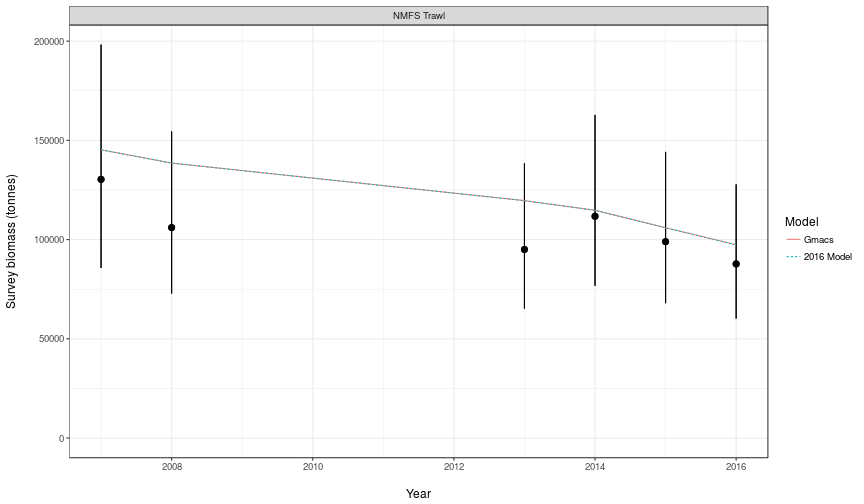 NMFS Trawl
200000
150000
100000
50000
0
Survey biomass (tonnes)
2008 2010 2012 2014 2016
Year
Model
Gmacs
2016 Model